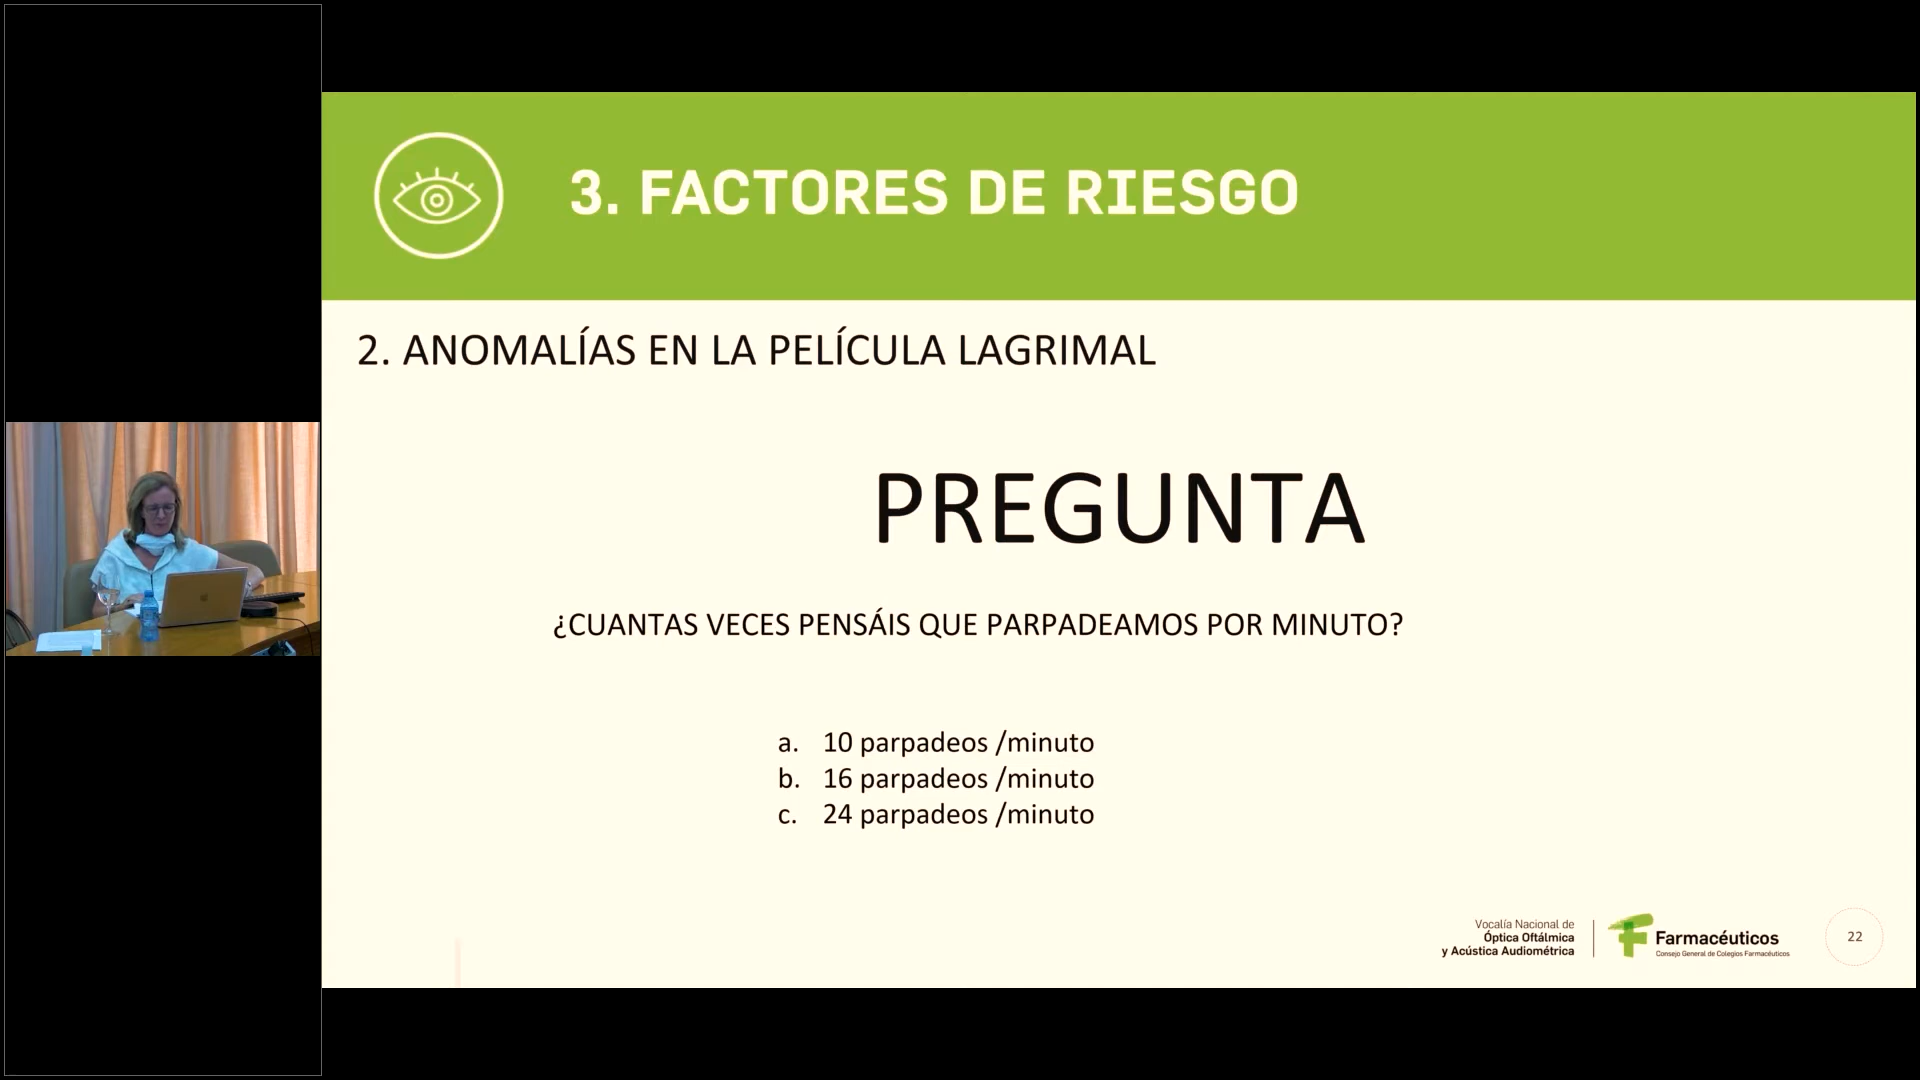 3. FACTORES DE RIESGO
2. ANOMALÍAS EN LA PELÍCULA LAGRIMAL
PREGUNTA
¿CUANTAS VECES PENSÁIS QUE PARPADEAMOS POR MINUTO?
a. 10 parpadeos /minuto
b. 16 parpadeos /minuto
c. 24 parpadeos /minuto
Vocalía Nacional de
Óptica Oftálmica
y Acústica Audiométrica
Farmacéuticos
Consejo General de Colegios Farmacéuticos
22